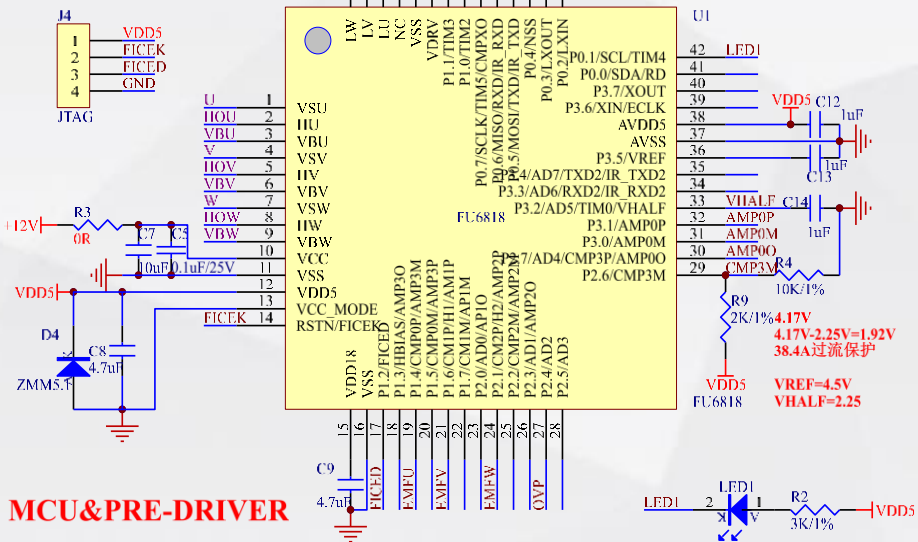 J4
1 VDD5
2 FICEK
3 FICED
4 GND
JTAG
LW
LV
LU
NC
VSS
VDRV
P1.1/TIM3
P1.0/TIM2
P0.7/SCLK/TIM5/CMPXO
P0.6/MISO/RXD/IR_RXD
P0.5/MOSI/TXD/IR_TXD
P0.4/NSS
P0.3/LXOUT
P0.2/LXIN
U1
U 1 VSU
HOU 2 HU
VBU 3 VBU
V 4 VSV
HOV 5 HV
VBV 6 VBV
W 7 VSW
HOW 8 HW
VBW 9 VBW
10 VCC
11 VSS
12 VDD5
13 VCC_MODE
FICEK 14 RSTN/FICEK
FU6818
P0.1/SCL/TIM4 42 LED1
P0.0/SDA/RD 41
P3.7/XOUT 40
P3.6/XIN/ECLK 39
AVDD5 38
AVSS 37
P3.5/VREF 36
P3.4/AD7/TXD2/IR_TXD2 35
P3.3/AD6/RXD2/IR_RXD2 34
P3.2/AD5/TIM0/VHALF 33 VHALF
P3.1/AMP0P 32 AMP0P
P3.0/AMP0M 31 AMP0M
P2.7/AD4/CMP3P/AMP0O 30 AMP0O
P2.6/CMP3M 29 CMP3M
VDD5
C12
1uF
1uF
C13
C14
1uF
R4
10K/1%
R9
2K/1%
VDD5
FU6818
4.17V
4.17V-2.25V=1.92V
38.4A过流保护
VREF=4.5V
VHALF=2.25
+12V
R3
0R
C7
10uF
C5
0.1uF/25V
VDD5
D4
ZMM5.1
C8
4.7uF
VDD18
VSS
P1.2/FICED
P1.3/HBIAS/AMP3O
P1.4/CMP0P/AMP3M
P1.5/CMP0M/AMP3P
P1.6/CMP1P/H1/AM1P
P1.7/CM1M/AP1M
P2.0/AD0/AP1O
P2.1/CM2P/H2/AMP2P
P2.2/CMP2M/AMP2M
P2.3/AD1/AMP2O
P2.4/AD2
P2.5/AD3
15
16
17
18
19
20
21
22
23
24
25
26
27
28
FICED
EMFU
EMFV
EMFW
OVP
C9
4.7uF
MCU&PRE-DRIVER
LED1
2
LED1
K
A
1
R2
3K/1%
VDD5